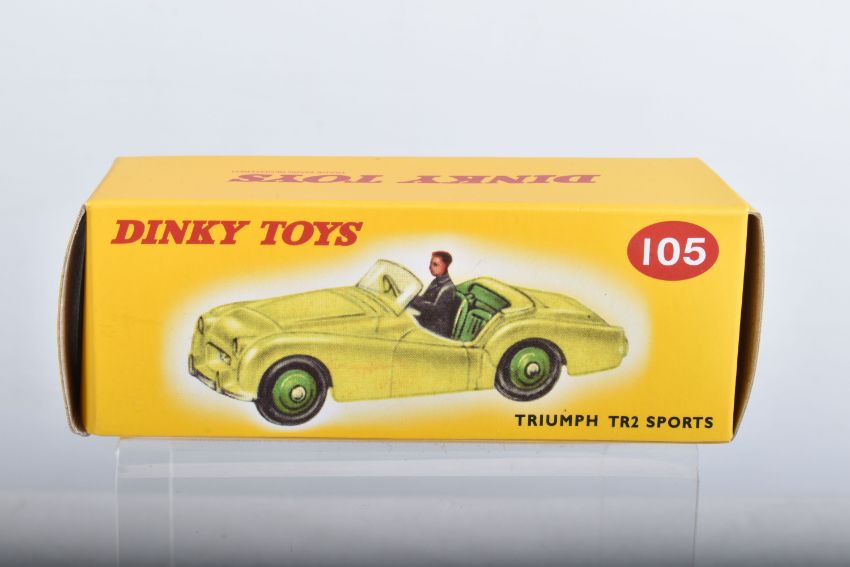 DINKY TOYS
DINKY TOYS
105
TRIUMPH TR2 SPORTS